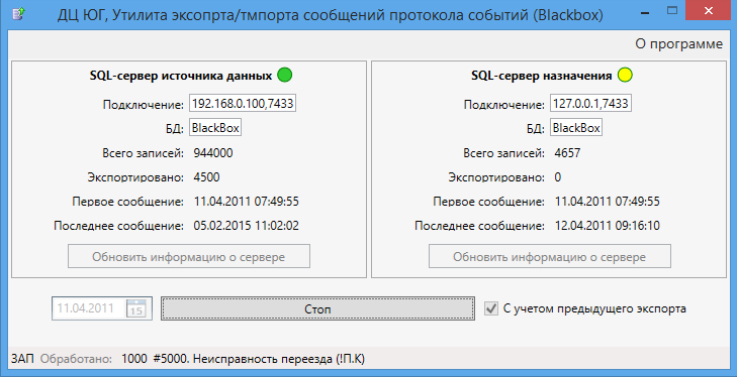 ДЦ ЮГ, Утилита экзопрта/тмпорта сообщений протокола событий (Blackbox)
О программе
SQL-сервер источника данных
Подключение: 192.168.0.100,7433
БД: BlackBox
Всего записей: 944000
Экспортировано: 4500
Первое сообщение: 11.04.2011 07:49:55
Последнее сообщение: 05.02.2015 11:02:02
Обновить информацию о сервере
SQL-сервер назначения
Подключение: 127.0.0.1,7433
БД: BlackBox
Всего записей: 4657
Экспортировано: 0
Первое сообщение: 11.04.2011 07:49:55
Последнее сообщение: 12.04.2011 09:16:10
Обновить информацию о сервере
11.04.2011 15 Стоп С учетом предыдущего экспорта
ЗАП Обработано: 1000 #5000. Неисправность переезда (!П.К)